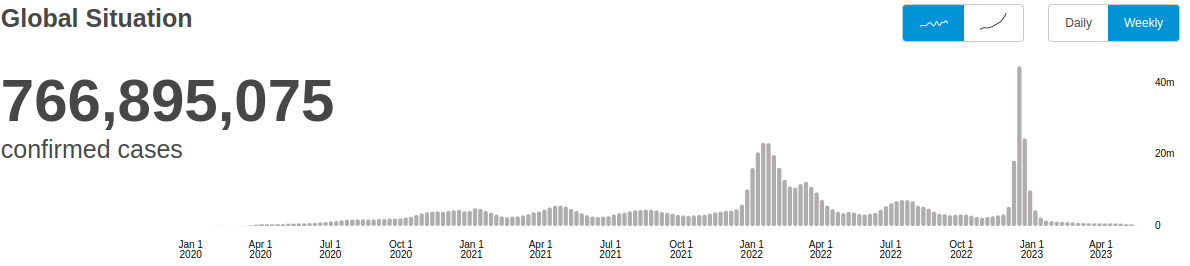 Global Situation
Daily
Weekly
766,895,075
confirmed cases
40m
20m
0
Jan 1 Apr 1 Jul 1 Oct 1 Jan 1 Apr 1 Jul 1 Oct 1 Jan 1 Apr 1 Jul 1 Oct 1 Jan 1 Apr 1
2020 2020 2020 2020 2021 2021 2021 2021 2022 2022 2022 2022 2023 2023